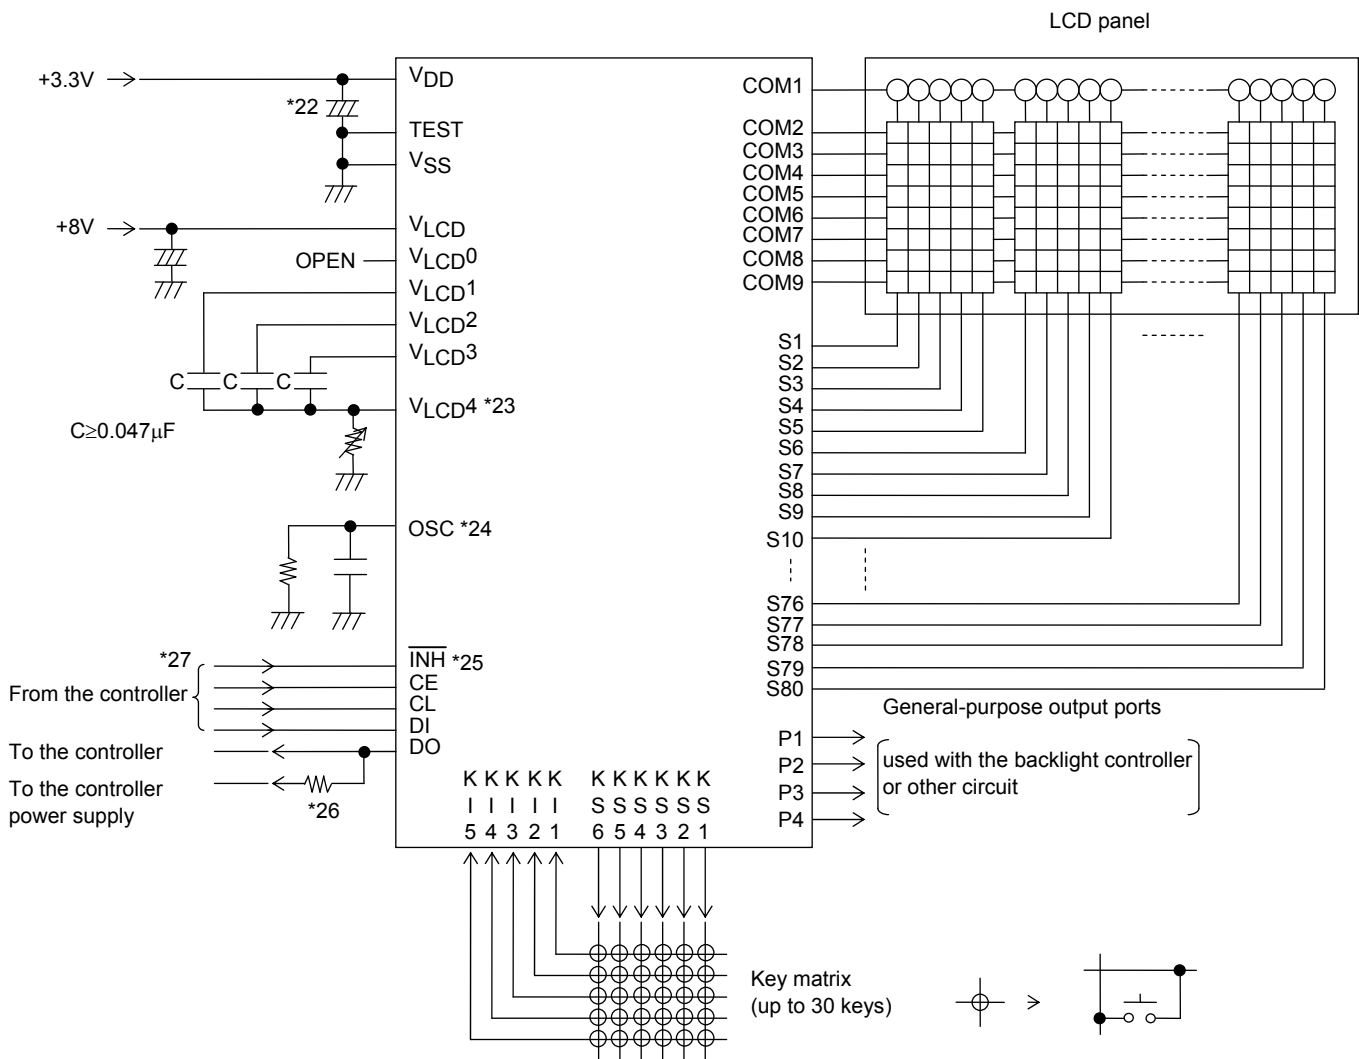 LCD panel
+3.3V
VDD
COM1
*22
TEST
COM2
VSS
COM3
COM4
COM5
COM6
COM7
COM8
COM9
+8V
VLCD
OPEN
VLCD0
VLCD1
VLCD2
VLCD3
C
C
C
VLCD4 *23
C≥0.047μF
S1
S2
S3
S4
S5
S6
S7
S8
S9
S10
OSC *24
S76
S77
S78
S79
S80
*27
From the controller
INH *25
CE
CL
DI
To the controller
DO
To the controller
power supply
*26
General-purpose output ports
P1
P2
P3
P4
used with the backlight controller
or other circuit
K K K K K
I I I I I
5 4 3 2 1
K K K K K K
S S S S S S
6 5 4 3 2 1
Key matrix
(up to 30 keys)